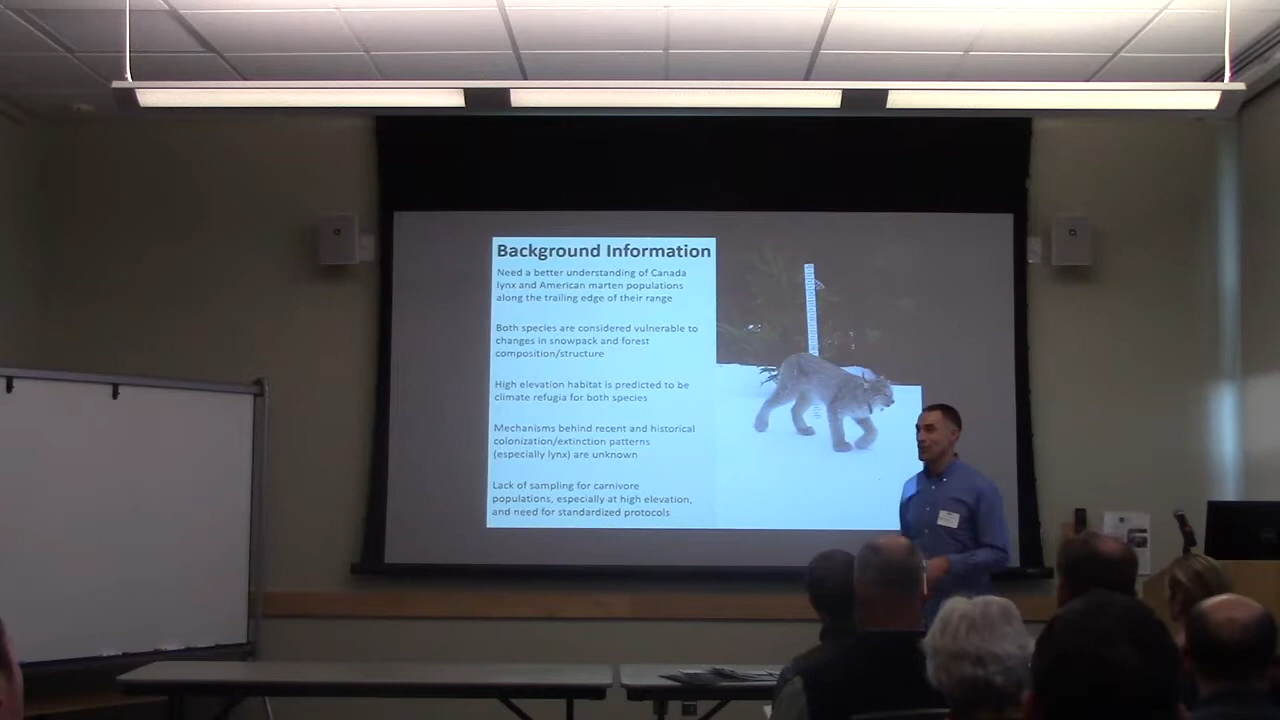 Background Information
Need a better understanding of Canada
lynx and American marten populations
along the trailing edge of their range
Both species are considered vulnerable to
changes in snowpack and forest
composition/structure
High elevation habitat is predicted to be
climate refugia for both species
Mechanisms behind recent and historical
colonization/extinction patterns
(especially lynx) are unknown
Lack of sampling for carnivore
populations, especially at high elevation,
and need for standardized protocols